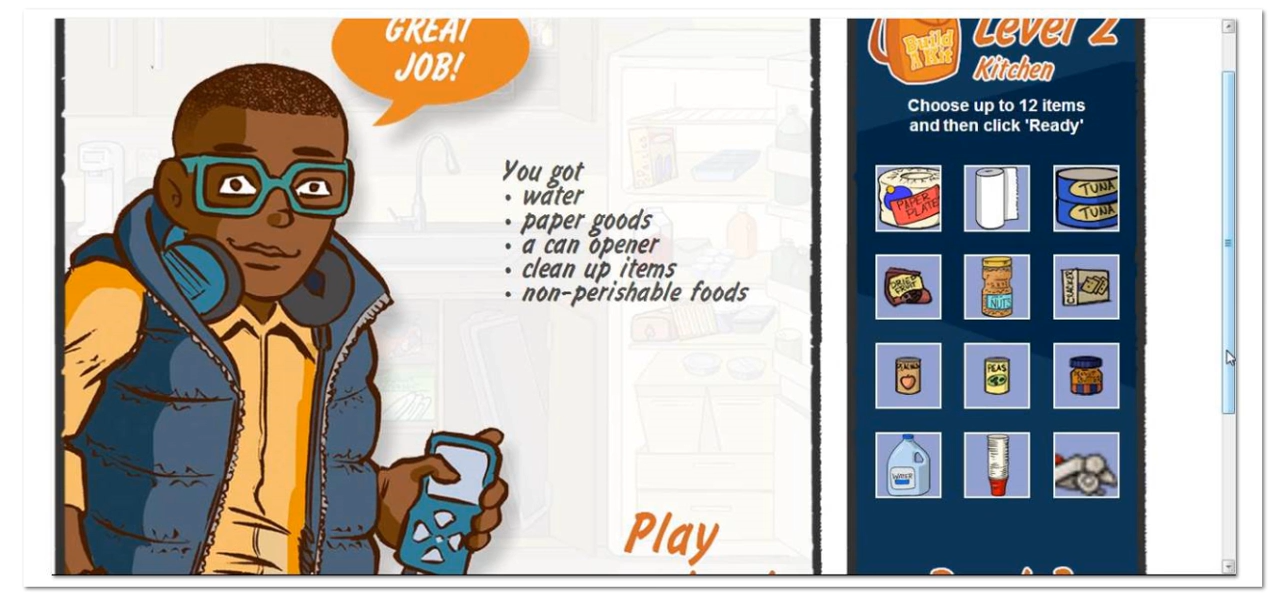 GREAT
JOB!
You got
• water
• paper goods
• a can opener
• clean up items
• non-perishable foods
Play
Build
A Kit
Level 2
Kitchen
Choose up to 12 items
and then click 'Ready'
PAPER
PLATE
TUNA
TUNA
DRIED
FRUIT
NUTS
PEAS
WATER